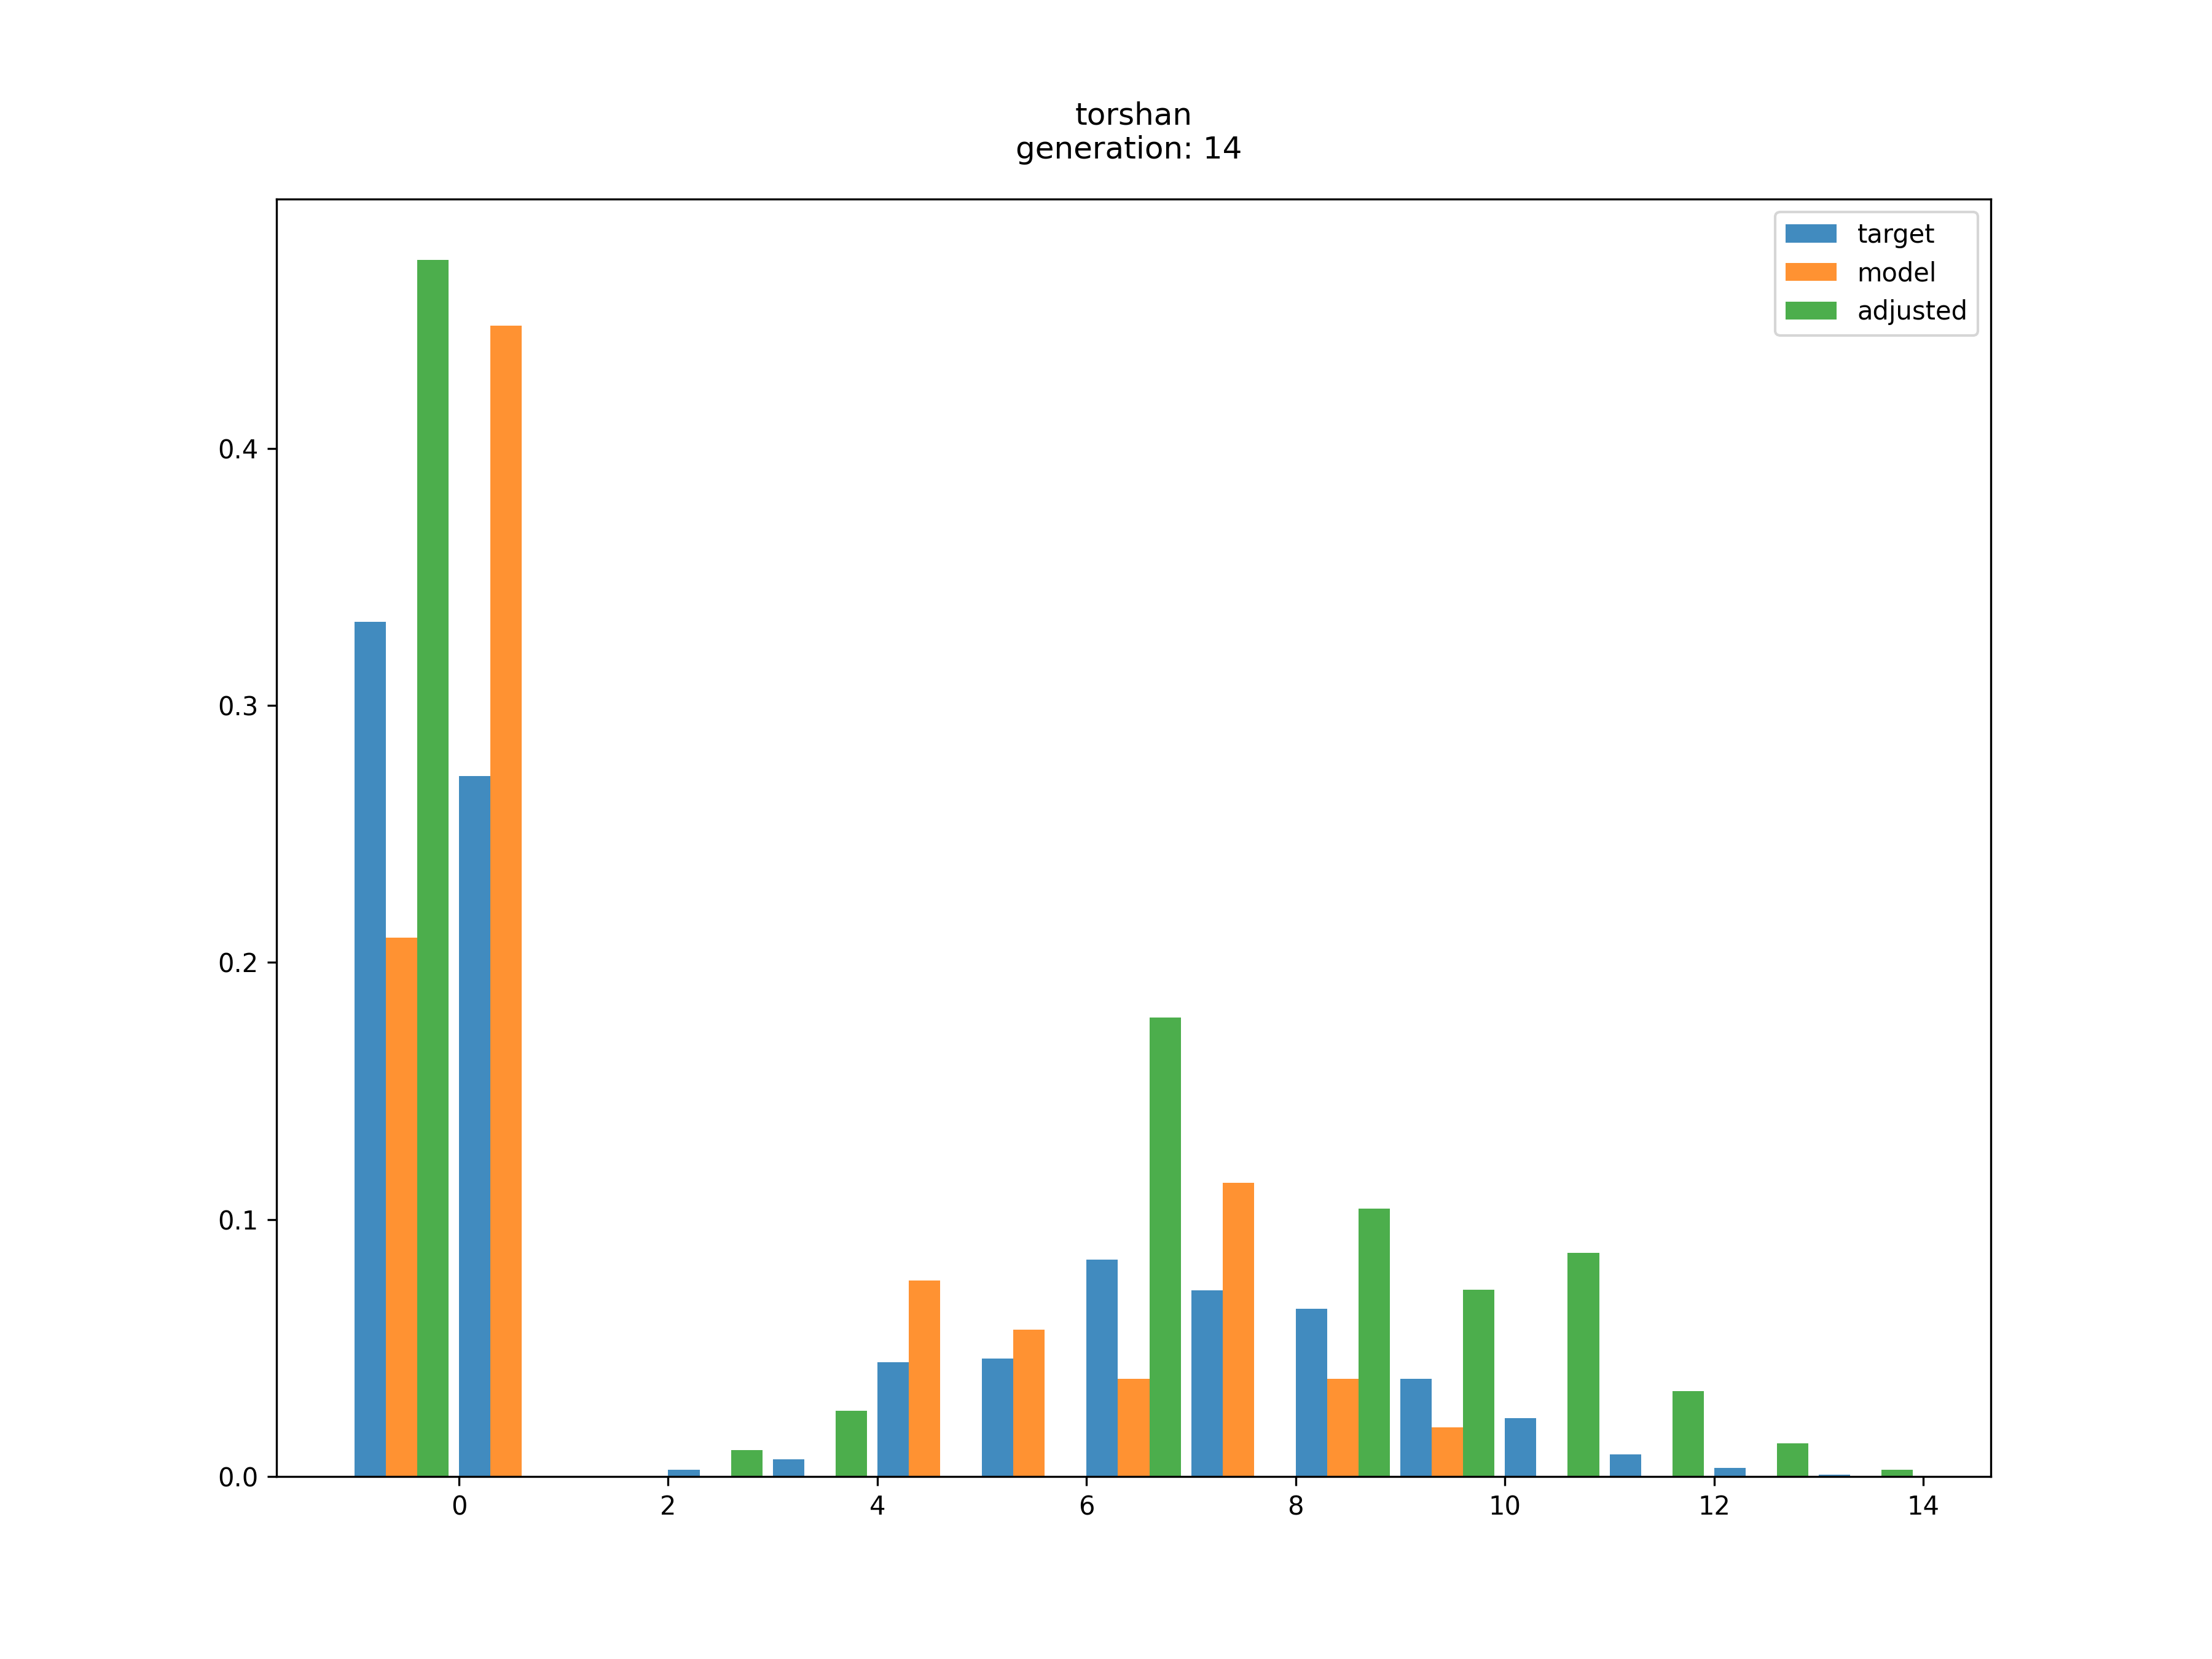 torshan
generation: 14
target
model
adjusted
0.4
0.3
0.2
0.1
0.0
0 2 4 6 8 10 12 14